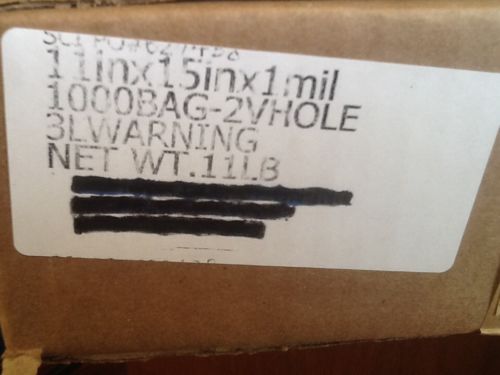 11inx15inx1mil
1000BAG-2VHOLE
3LWARNING
NET WT.11LB